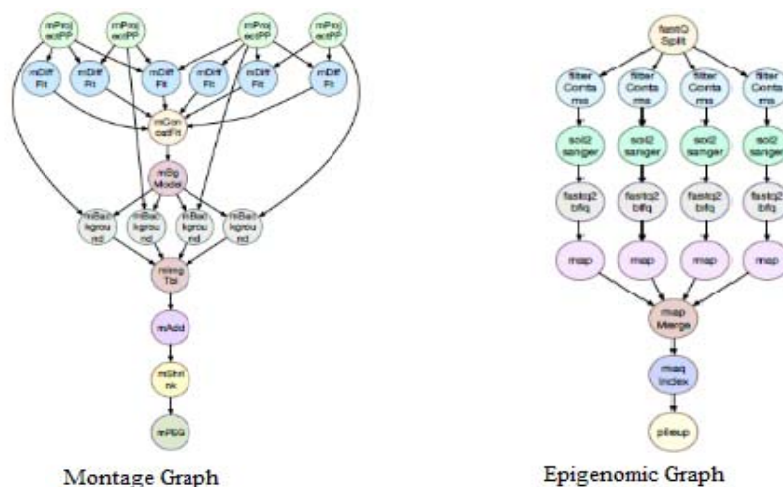 mProj
ectPP
mProj
ectPP
mProj
ectPP
mProj
ectPP
mDiff
Fit
mDiff
Fit
mDiff
Fit
mDiff
Fit
mDiff
Fit
mDiff
Fit
mCon
catFit
mBg
Model
mBac
kgrou
nd
mBac
kgrou
nd
mBac
kgrou
nd
mBac
kgrou
nd
mImg
Tbl
mAdd
mShri
nk
mPEG
Montage Graph
fastQ
Split
filter
Conta
ms
filter
Conta
ms
filter
Conta
ms
filter
Conta
ms
sol2
sanger
sol2
sanger
sol2
sanger
sol2
sanger
fastq2
bfq
fastq2
bfq
fastq2
bfq
fastq2
bfq
map
map
map
map
map
Merge
maq
Index
pileup
Epigenomic Graph